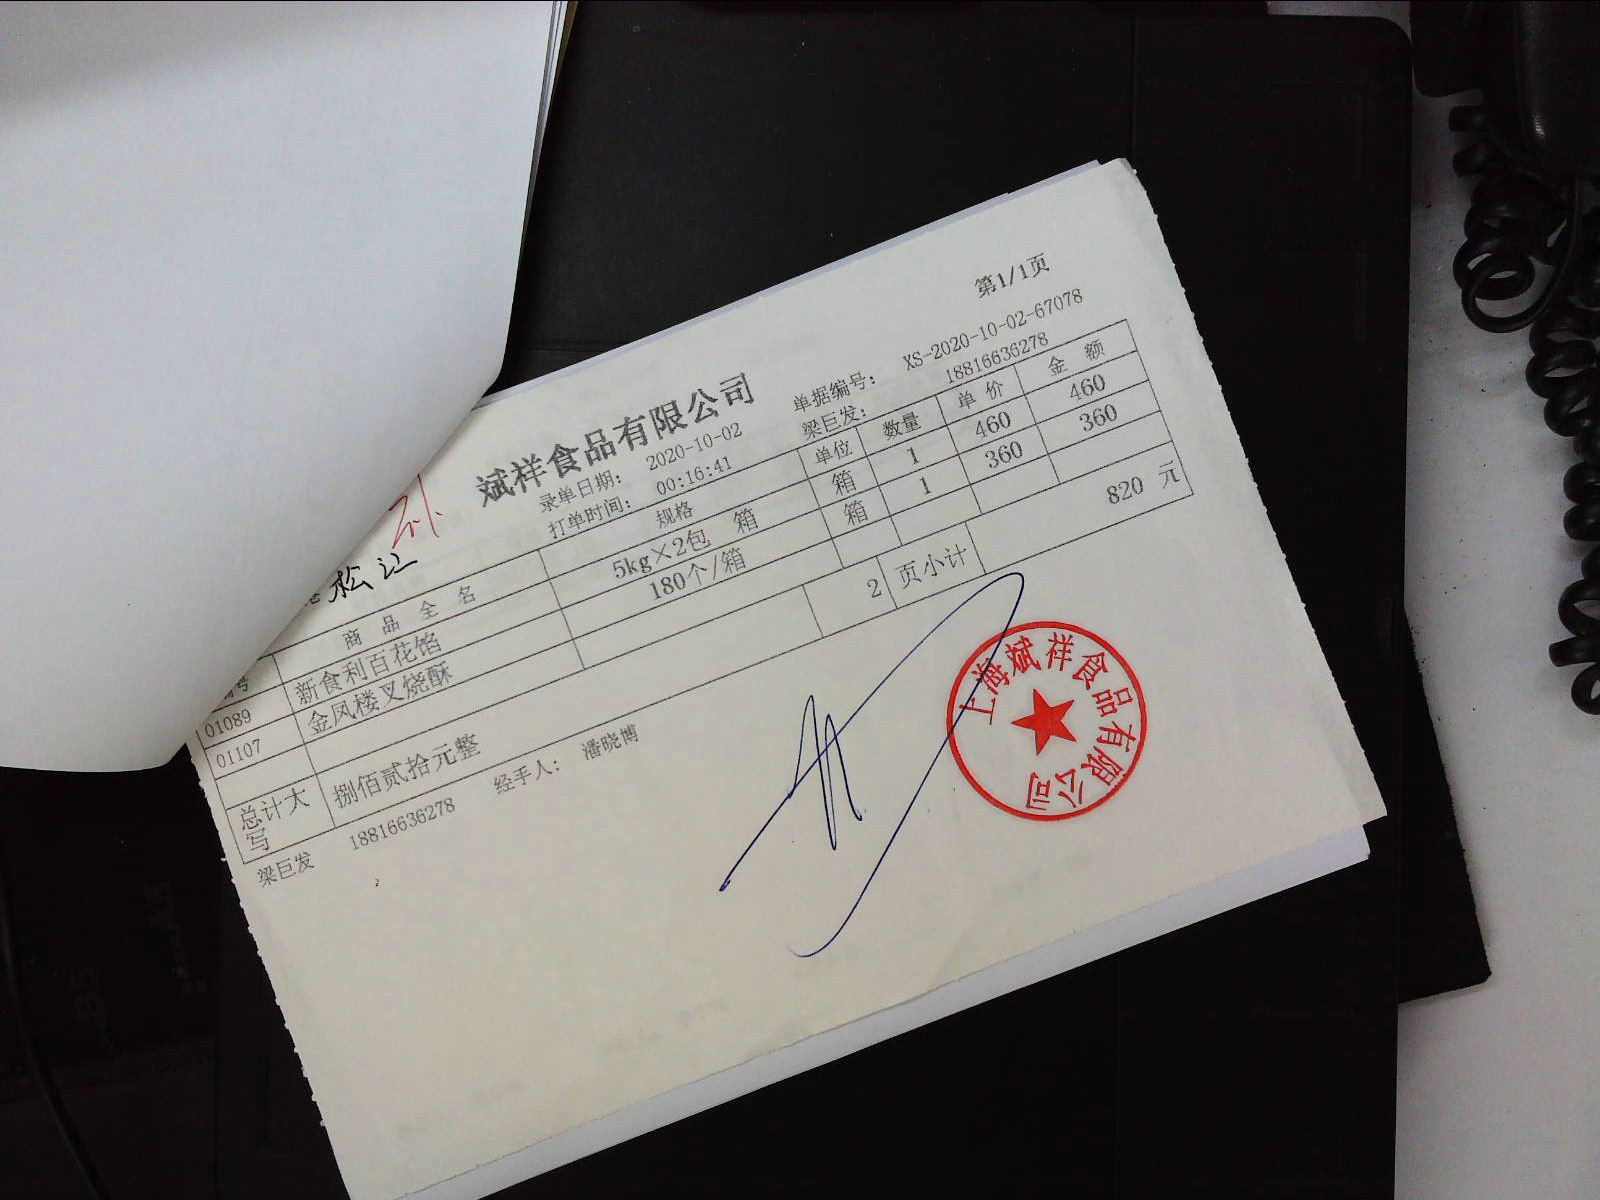 第1/1页
斌祥食品有限公司
录单日期： 2020-10-02 单据编号： XS-2020-10-02-67078
打单时间： 00:16:41 梁巨发： 18816636278
松江
商品全名 规格 单位 数量 单价 金额
01089 新食利百花馅 5kg×2包 箱 箱 1 460 460
01107 金凤楼叉烧酥 180个/箱 箱 1 360 360
总计大写 捌佰贰拾元整 2 页小计 820 元
梁巨发 18816636278 经手人： 潘晓博
上海斌祥食品有限公司